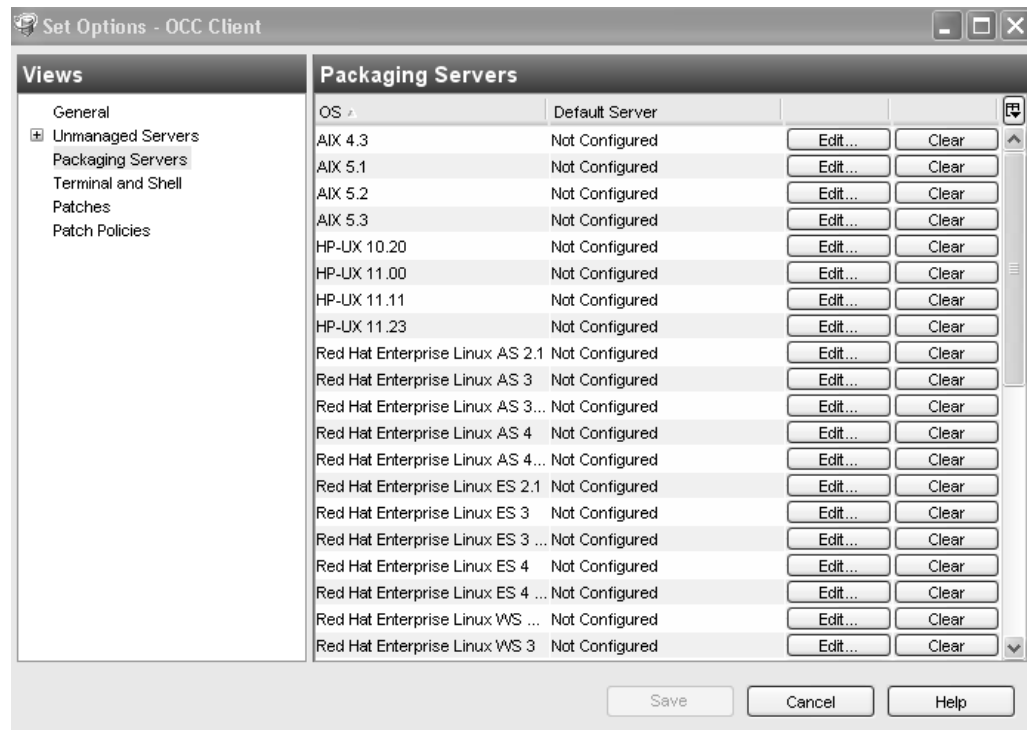 Set Options - OCC Client
Views
General
Unmanaged Servers
Packaging Servers
Terminal and Shell
Patches
Patch Policies
Packaging Servers
OS Default Server
AIX 4.3 Not Configured Edit... Clear
AIX 5.1 Not Configured Edit... Clear
AIX 5.2 Not Configured Edit... Clear
AIX 5.3 Not Configured Edit... Clear
HP-UX 10.20 Not Configured Edit... Clear
HP-UX 11.00 Not Configured Edit... Clear
HP-UX 11.11 Not Configured Edit... Clear
HP-UX 11.23 Not Configured Edit... Clear
Red Hat Enterprise Linux AS 2.1 Not Configured Edit... Clear
Red Hat Enterprise Linux AS 3 Not Configured Edit... Clear
Red Hat Enterprise Linux AS 3... Not Configured Edit... Clear
Red Hat Enterprise Linux AS 4 Not Configured Edit... Clear
Red Hat Enterprise Linux AS 4... Not Configured Edit... Clear
Red Hat Enterprise Linux ES 2.1 Not Configured Edit... Clear
Red Hat Enterprise Linux ES 3 Not Configured Edit... Clear
Red Hat Enterprise Linux ES 3 ... Not Configured Edit... Clear
Red Hat Enterprise Linux ES 4 Not Configured Edit... Clear
Red Hat Enterprise Linux ES 4 ... Not Configured Edit... Clear
Red Hat Enterprise Linux WS ... Not Configured Edit... Clear
Red Hat Enterprise Linux WS 3 Not Configured Edit... Clear
Save Cancel Help